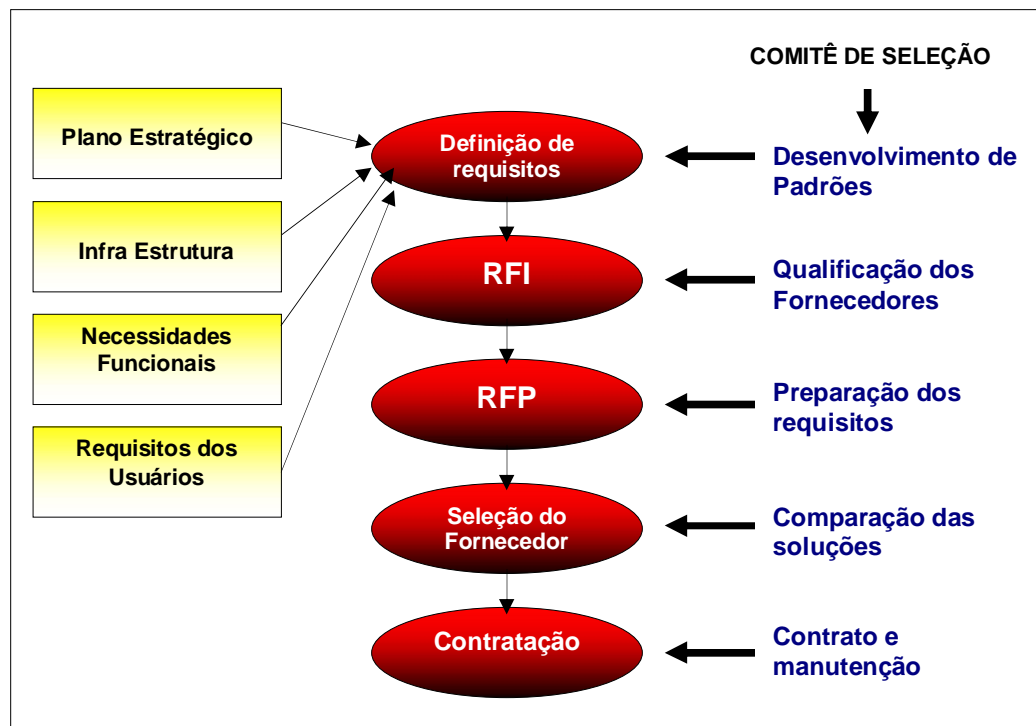 COMITÊ DE SELEÇÃO
Plano Estratégico
Infra Estrutura
Necessidades
Funcionais
Requisitos dos
Usuários
Definição de
requisitos
RFI
RFP
Seleção do
Fornecedor
Contratação
Desenvolvimento de
Padrões
Qualificação dos
Fornecedores
Preparação dos
requisitos
Comparação das
soluções
Contrato e
manutenção